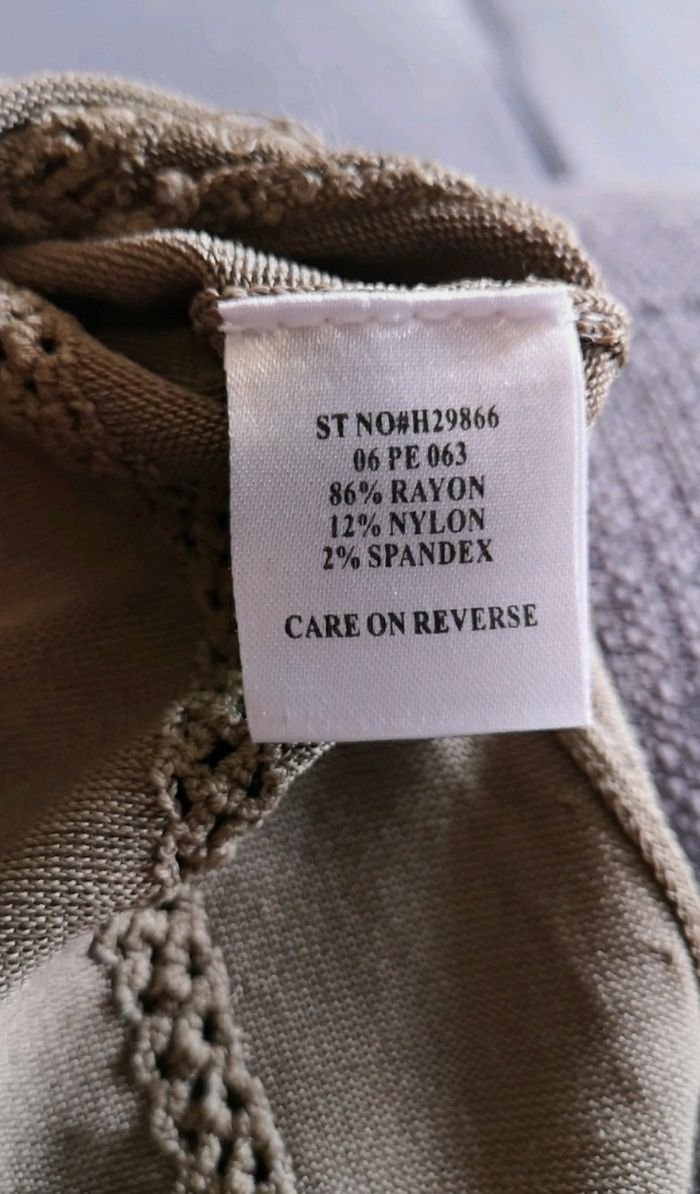 ST NO#H29866
06 PE 063
86% RAYON
12% NYLON
2% SPANDEX
CARE ON REVERSE